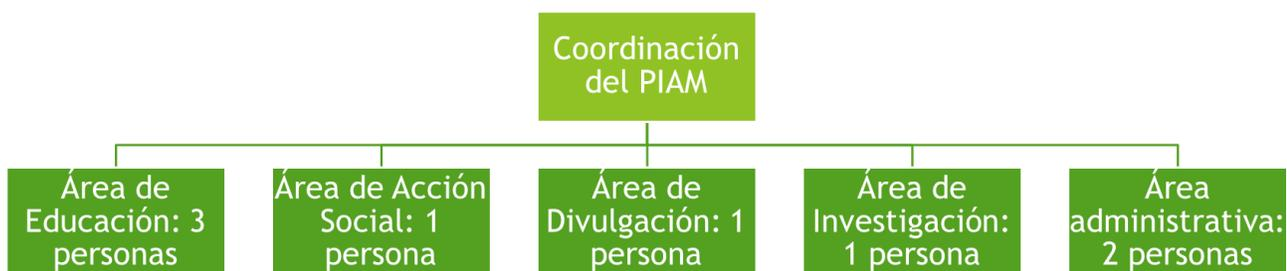 Coordinación
del PIAM
Área de
Educación: 3
personas
Área de Acción
Social: 1
persona
Área de
Divulgación: 1
persona
Área de
Investigación:
1 persona
Área
administrativa:
2 personas